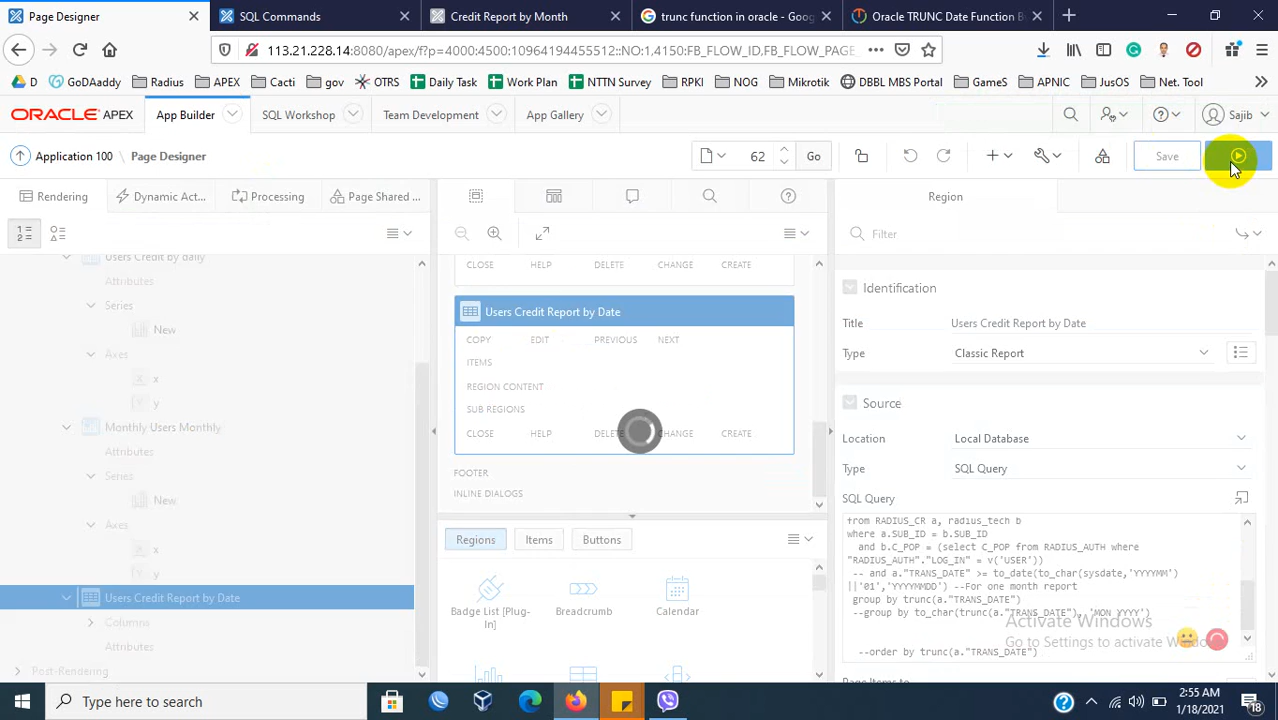 Page Designer
SQL Commands
Credit Report by Month
trunc function in oracle - Goog
Oracle TRUNC Date Function By
113.21.228.14:8080/apex/f?p=4000:4500:10964194455512::NO:1,4150:FB_FLOW_ID,FB_FLOW_PAGE_
D
GoDAaddy
Radius
APEX
Cacti
gov
OTRS
Daily Task
Work Plan
NTTN Survey
RPKI
NOG
Mikrotik
DBBL MBS Portal
GameS
APNIC
JusOS
Net. Tool
ORACLE APEX
App Builder
SQL Workshop
Team Development
App Gallery
Sajib
Application 100 \ Page Designer
62
Go
Save
Rendering
Dynamic Act...
Processing
Page Shared ...
Region
Filter
Users Credit by daily
Attributes
Series
New
Axes
x
y
Monthly Users Monthly
Attributes
Series
New
Axes
x
y
Users Credit Report by Date
Columns
Attributes
Post-Rendering
CLOSE HELP DELETE CHANGE CREATE
Users Credit Report by Date
COPY EDIT PREVIOUS NEXT
ITEMS
REGION CONTENT
SUB REGIONS
CLOSE HELP DELETE CHANGE CREATE
FOOTER
INLINE DIALOGS
Regions
Items
Buttons
Badge List [Plug-In]
Breadcrumb
Calendar
Identification
Title Users Credit Report by Date
Type Classic Report
Source
Location Local Database
Type SQL Query
SQL Query
from RADIUS_CR a, radius_tech b
where a.SUB_ID = b.SUB_ID
and b.C_POP = (select C_POP from RADIUS_AUTH where
"RADIUS_AUTH"."LOG_IN" = v('USER'))
-- and a."TRANS_DATE" >= to_date(to_char(sysdate,'YYYYMM')
||'01','YYYYMMDD') --For one month report
group by trunc(a."TRANS_DATE")
--group by to_char(trunc(a."TRANS_DATE"), 'MON YYYY')
--order by trunc(a."TRANS_DATE")
Page Items to
Activate Windows
Go to Settings to activate Windows.
Type here to search
2:55 AM
1/18/2021
18